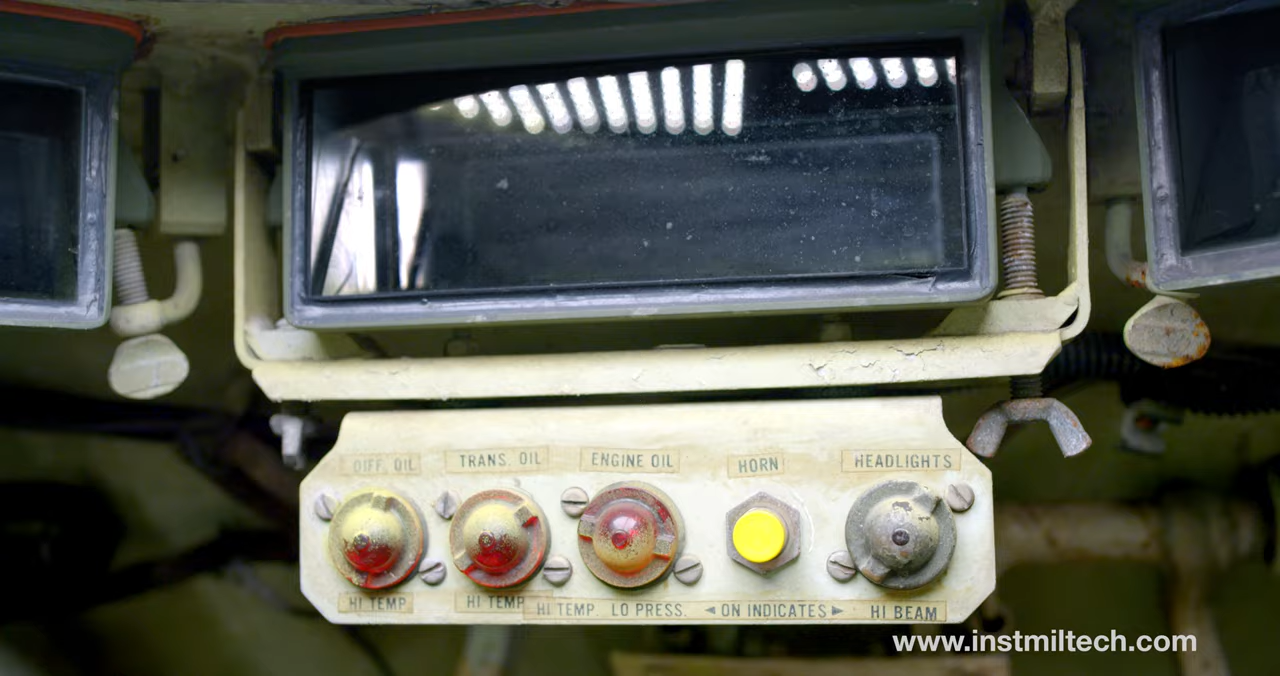 DIFF. OIL TRANS. OIL ENGINE OIL HORN HEADLIGHTS
HI TEMP HI TEMP HI TEMP. LO PRESS. ◄ON INDICATES► HI BEAM
www.instmiltech.com